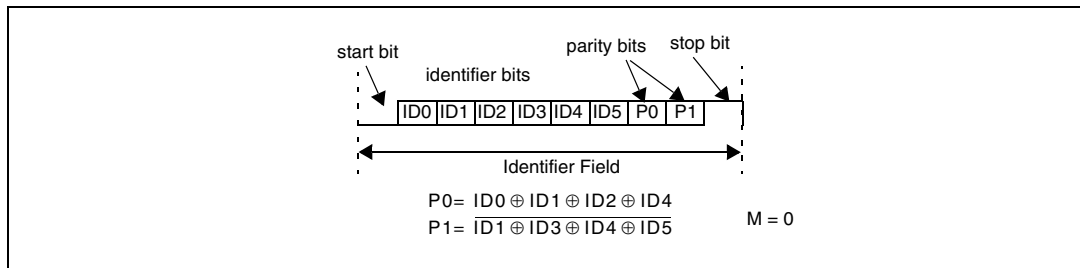 start bit
identifier bits
parity bits
stop bit
ID0 ID1 ID2 ID3 ID4 ID5 P0 P1
Identifier Field
P0= ID0 ⊕ ID1 ⊕ ID2 ⊕ ID4
P1= \overline{ID1 ⊕ ID3 ⊕ ID4 ⊕ ID5}
M = 0